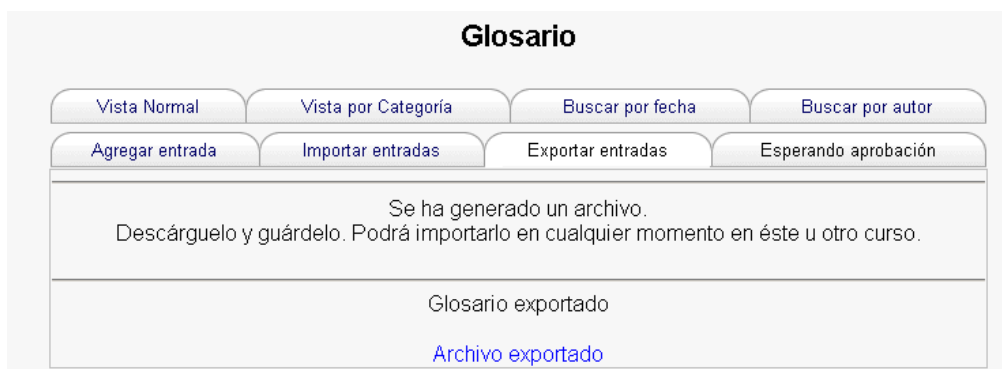 Glosario
Vista Normal
Vista por Categoría
Buscar por fecha
Buscar por autor
Agregar entrada
Importar entradas
Exportar entradas
Esperando aprobación
Se ha generado un archivo.
Descárguelo y guárdelo. Podrá importarlo en cualquier momento en éste u otro curso.
Glosario exportado
Archivo exportado